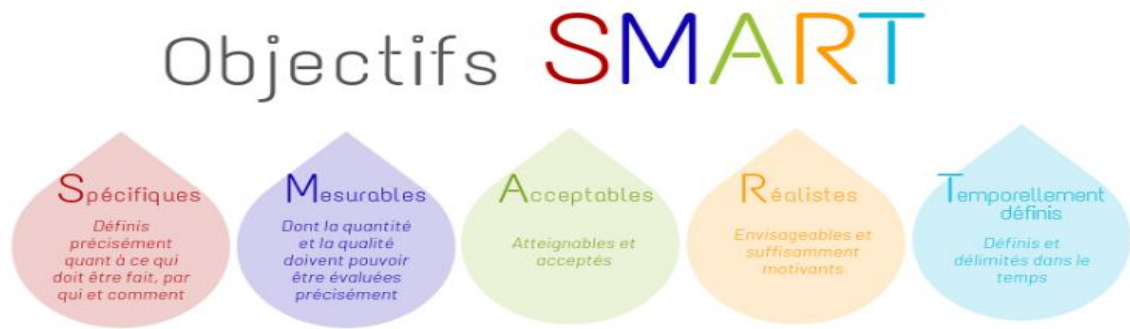 Objectifs SMART
Spécifiques
Définis
précisément
quant à ce qui
doit être fait, par
qui et comment
Mesurables
Dont la quantité
et la qualité
doivent pouvoir
être évaluées
précisément
Acceptables
Atteignables et
acceptés
Réalistes
Envisageables et
suffisamment
motivants
Temporellement
définis
Définis et
délimités dans le
temps